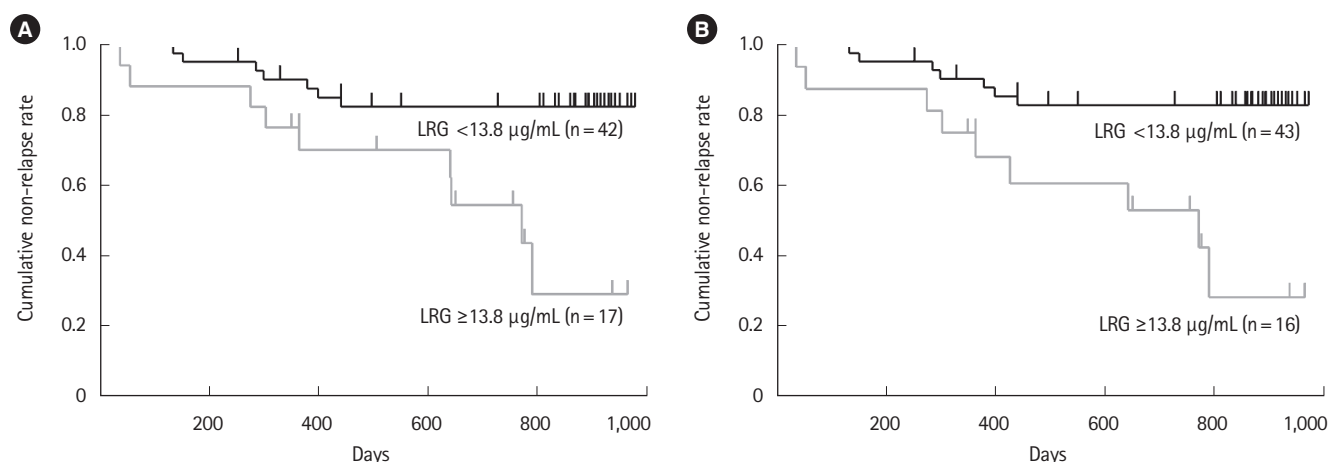 A
1.0
0.8
0.6
0.4
0.2
0
Cumulative non-relapse rate
LRG <13.8 μg/mL (n=42)
LRG ≥13.8 μg/mL (n=17)
200 400 600 800 1,000
Days
B
1.0
0.8
0.6
0.4
0.2
0
Cumulative non-relapse rate
LRG <13.8 μg/mL (n=43)
LRG ≥13.8 μg/mL (n=16)
200 400 600 800 1,000
Days